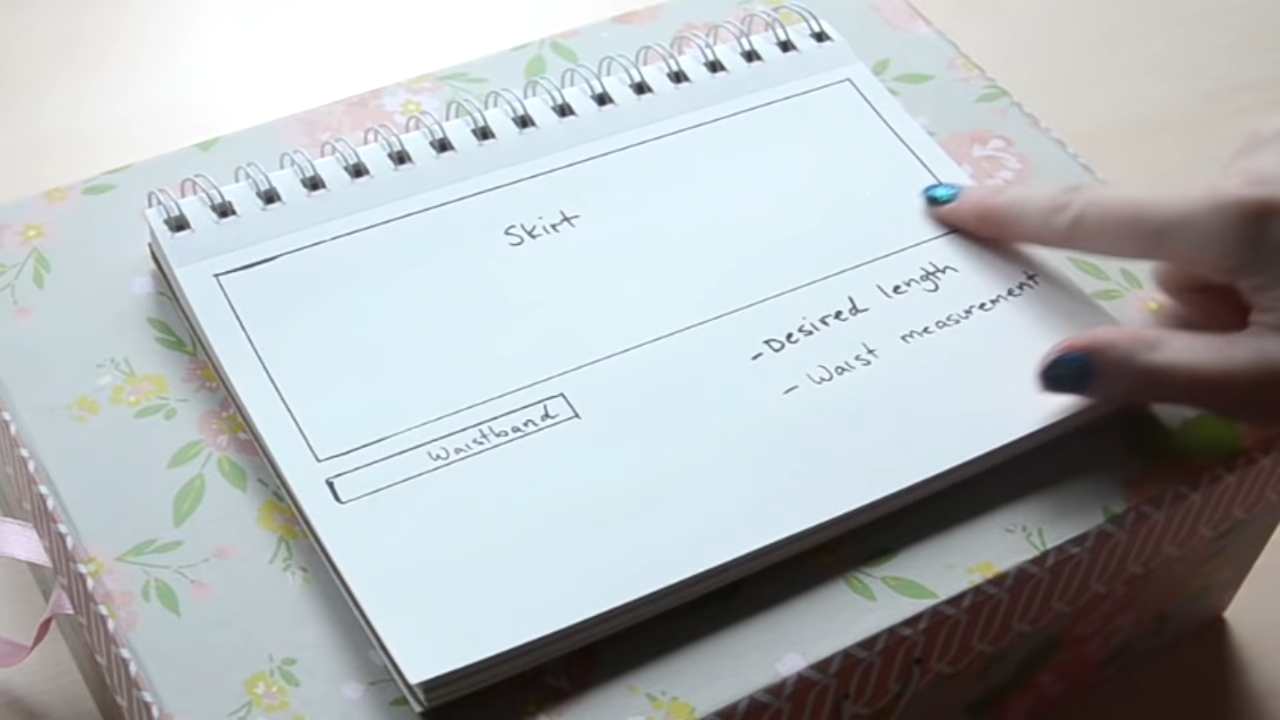 Skirt
- Desired length
- Waist measurement
Waistband